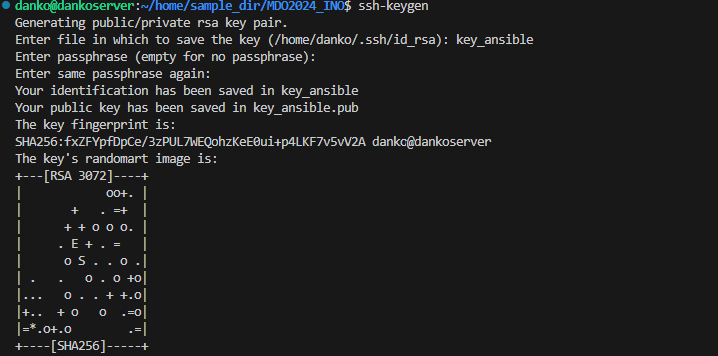 danko@dankoserver:~/home/sample_dir/MDO2024_INO$ ssh-keygen
Generating public/private rsa key pair.
Enter file in which to save the key (/home/danko/.ssh/id_rsa): key_ansible
Enter passphrase (empty for no passphrase):
Enter same passphrase again:
Your identification has been saved in key_ansible
Your public key has been saved in key_ansible.pub
The key fingerprint is:
SHA256:fxZFYpfDpCe/3zPUL7WEQohzKeE0ui+p4LKF7v5vV2A danko@dankoserver
The key's randomart image is:
+---[RSA 3072]----+
|            oo+. |
|       +   . =+  |
|      + + o o o. |
|     . E + . =   |
|      o S . . o .|
| .   .   o . o +o|
|...   o . . + +.o|
|+..  + o   o  .=o|
|=*.o+.o        .=|
+----[SHA256]-----+